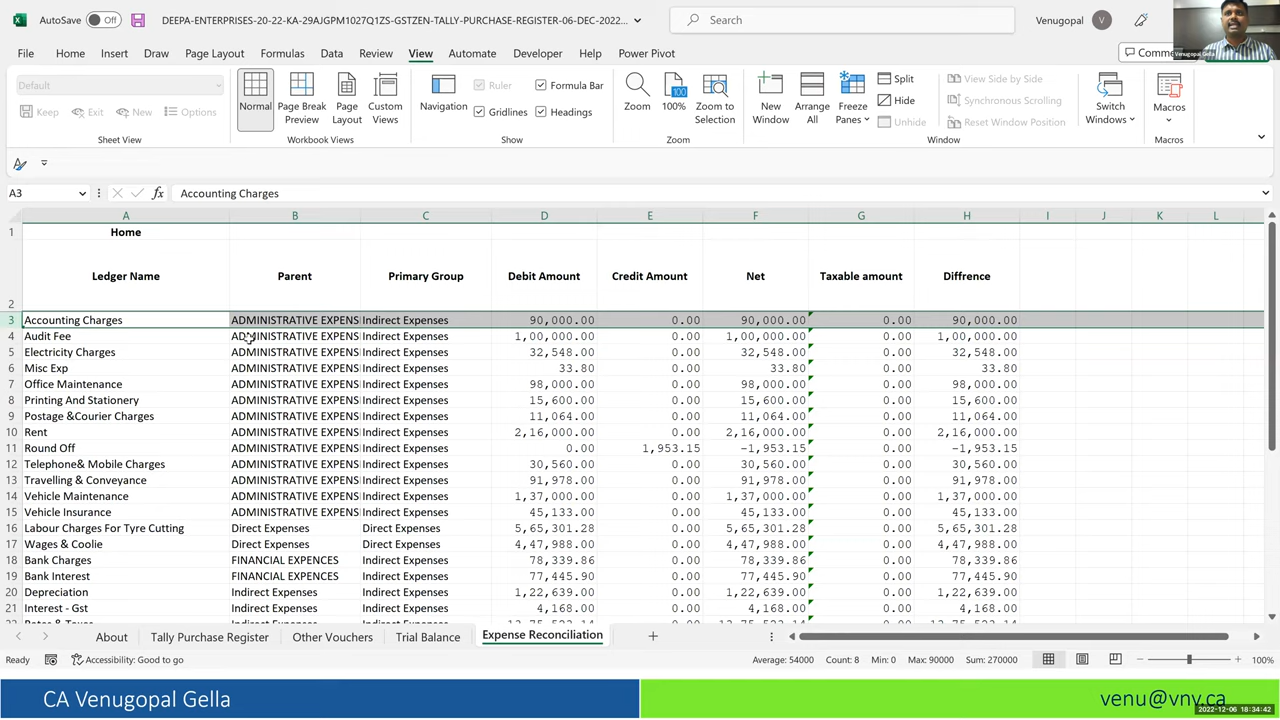 AutoSave Off DEEPA-ENTERPRISES-20-22-KA-29AJGPM1027Q1ZS-GSTZEN-TALLY-PURCHASE-REGISTER-06-DEC-2022... Search Venugopal V
File Home Insert Draw Page Layout Formulas Data Review View Automate Developer Help Power Pivot
Venugopal Gella
Default
Keep Exit New Options
Sheet View
Normal Page Break Preview Page Layout Custom Views
Workbook Views
Navigation Ruler Formula Bar
Gridlines Headings
Show
Zoom 100 100% Zoom to Selection
Zoom
New Window Arrange All Freeze Panes Split
Hide
Unhide
View Side by Side
Synchronous Scrolling
Reset Window Position
Switch Windows
Window
Macros
Macros
A3 fx Accounting Charges
A B C D E F G H I J K L
1 Home
2 Ledger Name Parent Primary Group Debit Amount Credit Amount Net Taxable amount Diffrence
3 Accounting Charges ADMINISTRATIVE EXPENS Indirect Expenses 90,000.00 0.00 90,000.00 0.00 90,000.00
4 Audit Fee ADMINISTRATIVE EXPENS Indirect Expenses 1,00,000.00 0.00 1,00,000.00 0.00 1,00,000.00
5 Electricity Charges ADMINISTRATIVE EXPENS Indirect Expenses 32,548.00 0.00 32,548.00 0.00 32,548.00
6 Misc Exp ADMINISTRATIVE EXPENS Indirect Expenses 33.80 0.00 33.80 0.00 33.80
7 Office Maintenance ADMINISTRATIVE EXPENS Indirect Expenses 98,000.00 0.00 98,000.00 0.00 98,000.00
8 Printing And Stationery ADMINISTRATIVE EXPENS Indirect Expenses 15,600.00 0.00 15,600.00 0.00 15,600.00
9 Postage &Courier Charges ADMINISTRATIVE EXPENS Indirect Expenses 11,064.00 0.00 11,064.00 0.00 11,064.00
10 Rent ADMINISTRATIVE EXPENS Indirect Expenses 2,16,000.00 0.00 2,16,000.00 0.00 2,16,000.00
11 Round Off ADMINISTRATIVE EXPENS Indirect Expenses 0.00 1,953.15 -1,953.15 0.00 -1,953.15
12 Telephone& Mobile Charges ADMINISTRATIVE EXPENS Indirect Expenses 30,560.00 0.00 30,560.00 0.00 30,560.00
13 Travelling & Conveyance ADMINISTRATIVE EXPENS Indirect Expenses 91,978.00 0.00 91,978.00 0.00 91,978.00
14 Vehicle Maintenance ADMINISTRATIVE EXPENS Indirect Expenses 1,37,000.00 0.00 1,37,000.00 0.00 1,37,000.00
15 Vehicle Insurance ADMINISTRATIVE EXPENS Indirect Expenses 45,133.00 0.00 45,133.00 0.00 45,133.00
16 Labour Charges For Tyre Cutting Direct Expenses Direct Expenses 5,65,301.28 0.00 5,65,301.28 0.00 5,65,301.28
17 Wages & Coolie Direct Expenses Direct Expenses 4,47,988.00 0.00 4,47,988.00 0.00 4,47,988.00
18 Bank Charges FINANCIAL EXPENCES Indirect Expenses 78,339.86 0.00 78,339.86 0.00 78,339.86
19 Bank Interest FINANCIAL EXPENCES Indirect Expenses 77,445.90 0.00 77,445.90 0.00 77,445.90
20 Depreciation Indirect Expenses Indirect Expenses 1,22,639.00 0.00 1,22,639.00 0.00 1,22,639.00
21 Interest - Gst Indirect Expenses Indirect Expenses 4,168.00 0.00 4,168.00 0.00 4,168.00
About Tally Purchase Register Other Vouchers Trial Balance Expense Reconciliation
Ready Accessibility: Good to go Average: 54000 Count: 8 Min: 0 Max: 90000 Sum: 270000 100%
CA Venugopal Gella venu@vnv.ca
2022-12-06 18:34:42